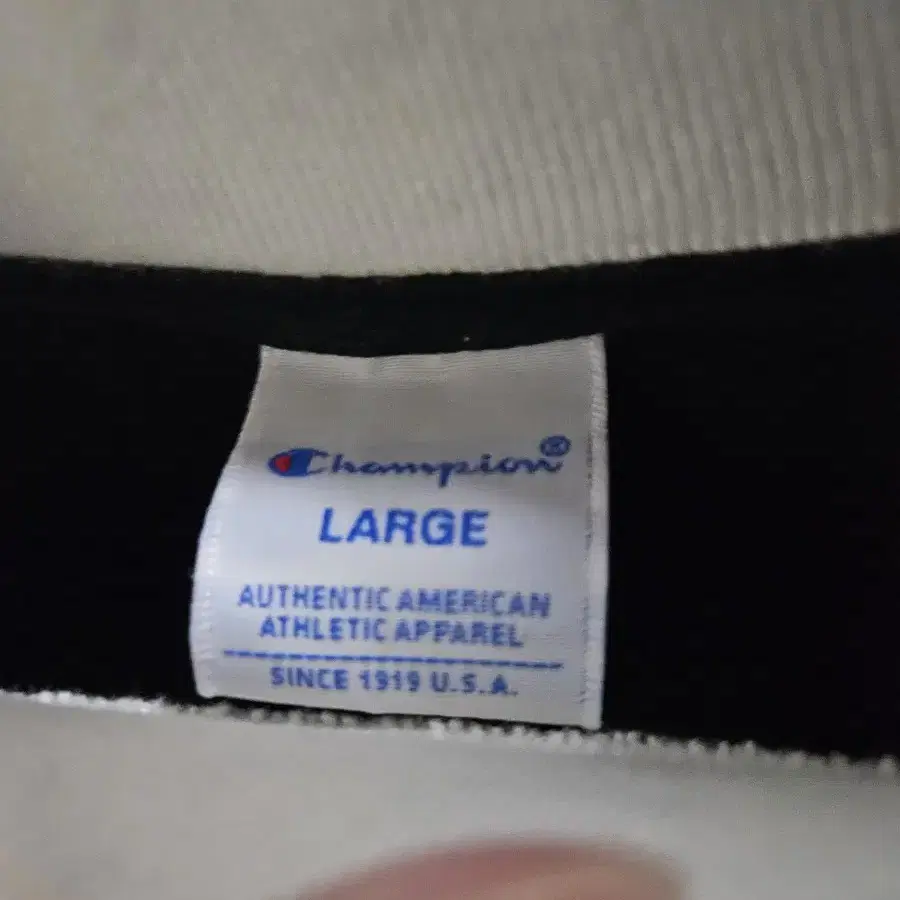 Champion®
LARGE
AUTHENTIC AMERICAN
ATHLETIC APPAREL
SINCE 1919 U.S.A.